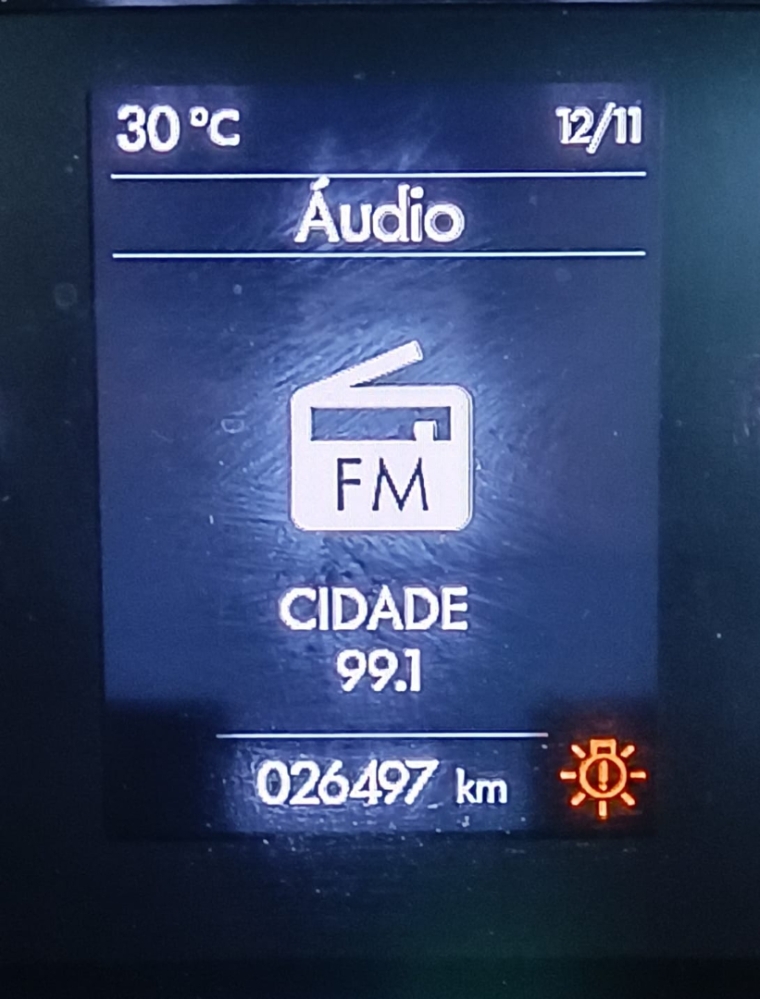 30 °C 12/11
Áudio
FM
CIDADE
99.1
026497 km